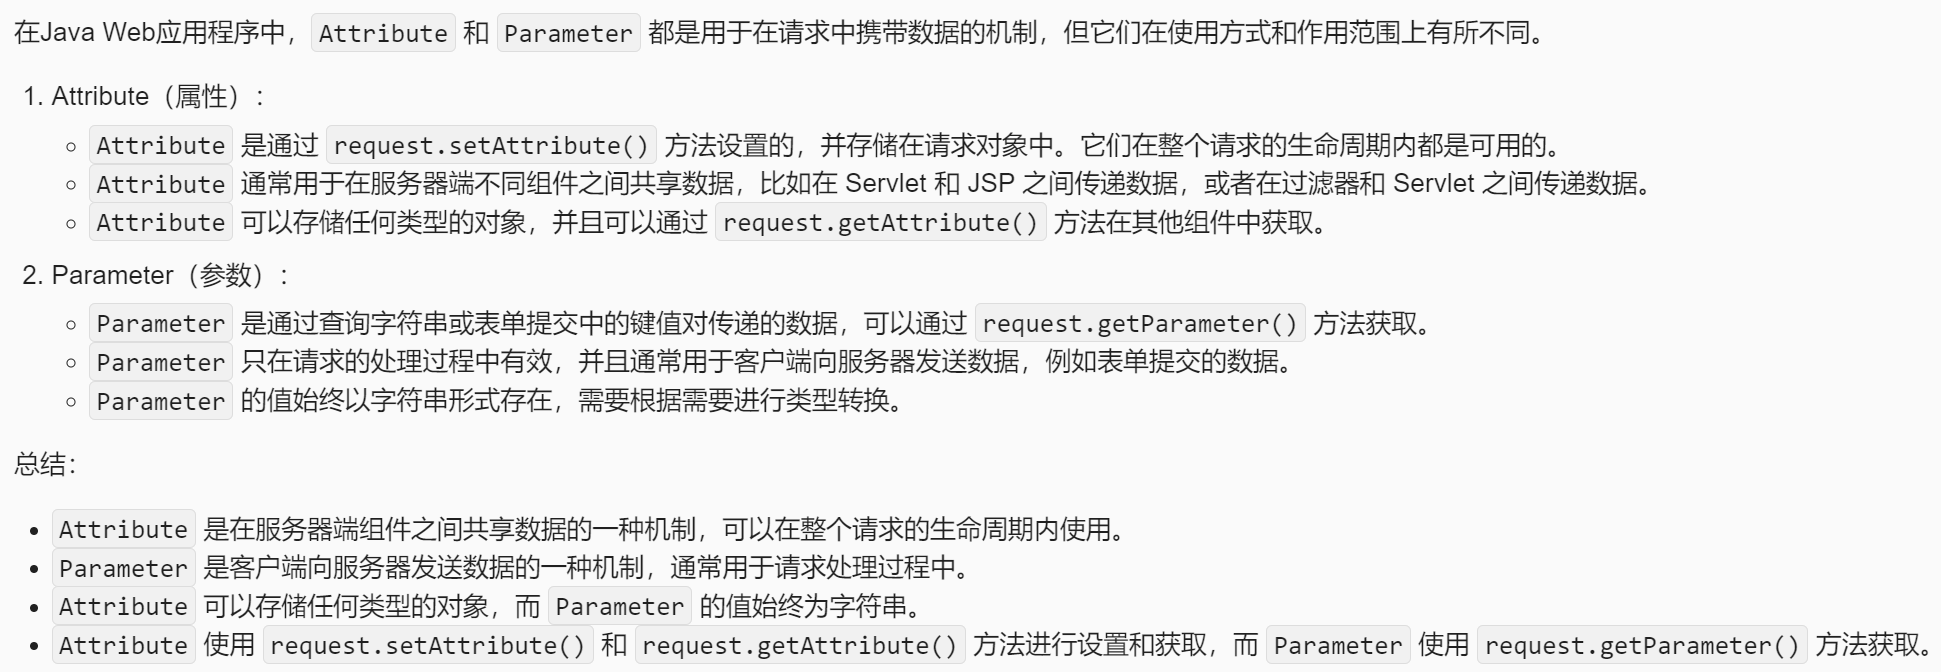 在Java Web应用程序中，Attribute 和 Parameter 都是用于在请求中携带数据的机制，但它们在使用方式和作用范围上有所不同。
1. Attribute（属性）:
◦ Attribute 是通过 request.setAttribute() 方法设置的，并存储在请求对象中。它们在整个请求的生命周期内都是可用的。
◦ Attribute 通常用于在服务器端不同组件之间共享数据，比如在 Servlet 和 JSP 之间传递数据，或者在过滤器和 Servlet 之间传递数据。
◦ Attribute 可以存储任何类型的对象，并且可以通过 request.getAttribute() 方法在其他组件中获取。
2. Parameter（参数）:
◦ Parameter 是通过查询字符串或表单提交中的键值对传递的数据，可以通过 request.getParameter() 方法获取。
◦ Parameter 只在请求的处理过程中有效，并且通常用于客户端向服务器发送数据，例如表单提交的数据。
◦ Parameter 的值始终以字符串形式存在，需要根据需要进行类型转换。
总结：
• Attribute 是在服务器端组件之间共享数据的一种机制，可以在整个请求的生命周期内使用。
• Parameter 是客户端向服务器发送数据的一种机制，通常用于请求处理过程中。
• Attribute 可以存储任何类型的对象，而 Parameter 的值始终为字符串。
• Attribute 使用 request.setAttribute() 和 request.getAttribute() 方法进行设置和获取，而 Parameter 使用 request.getParameter() 方法获取。